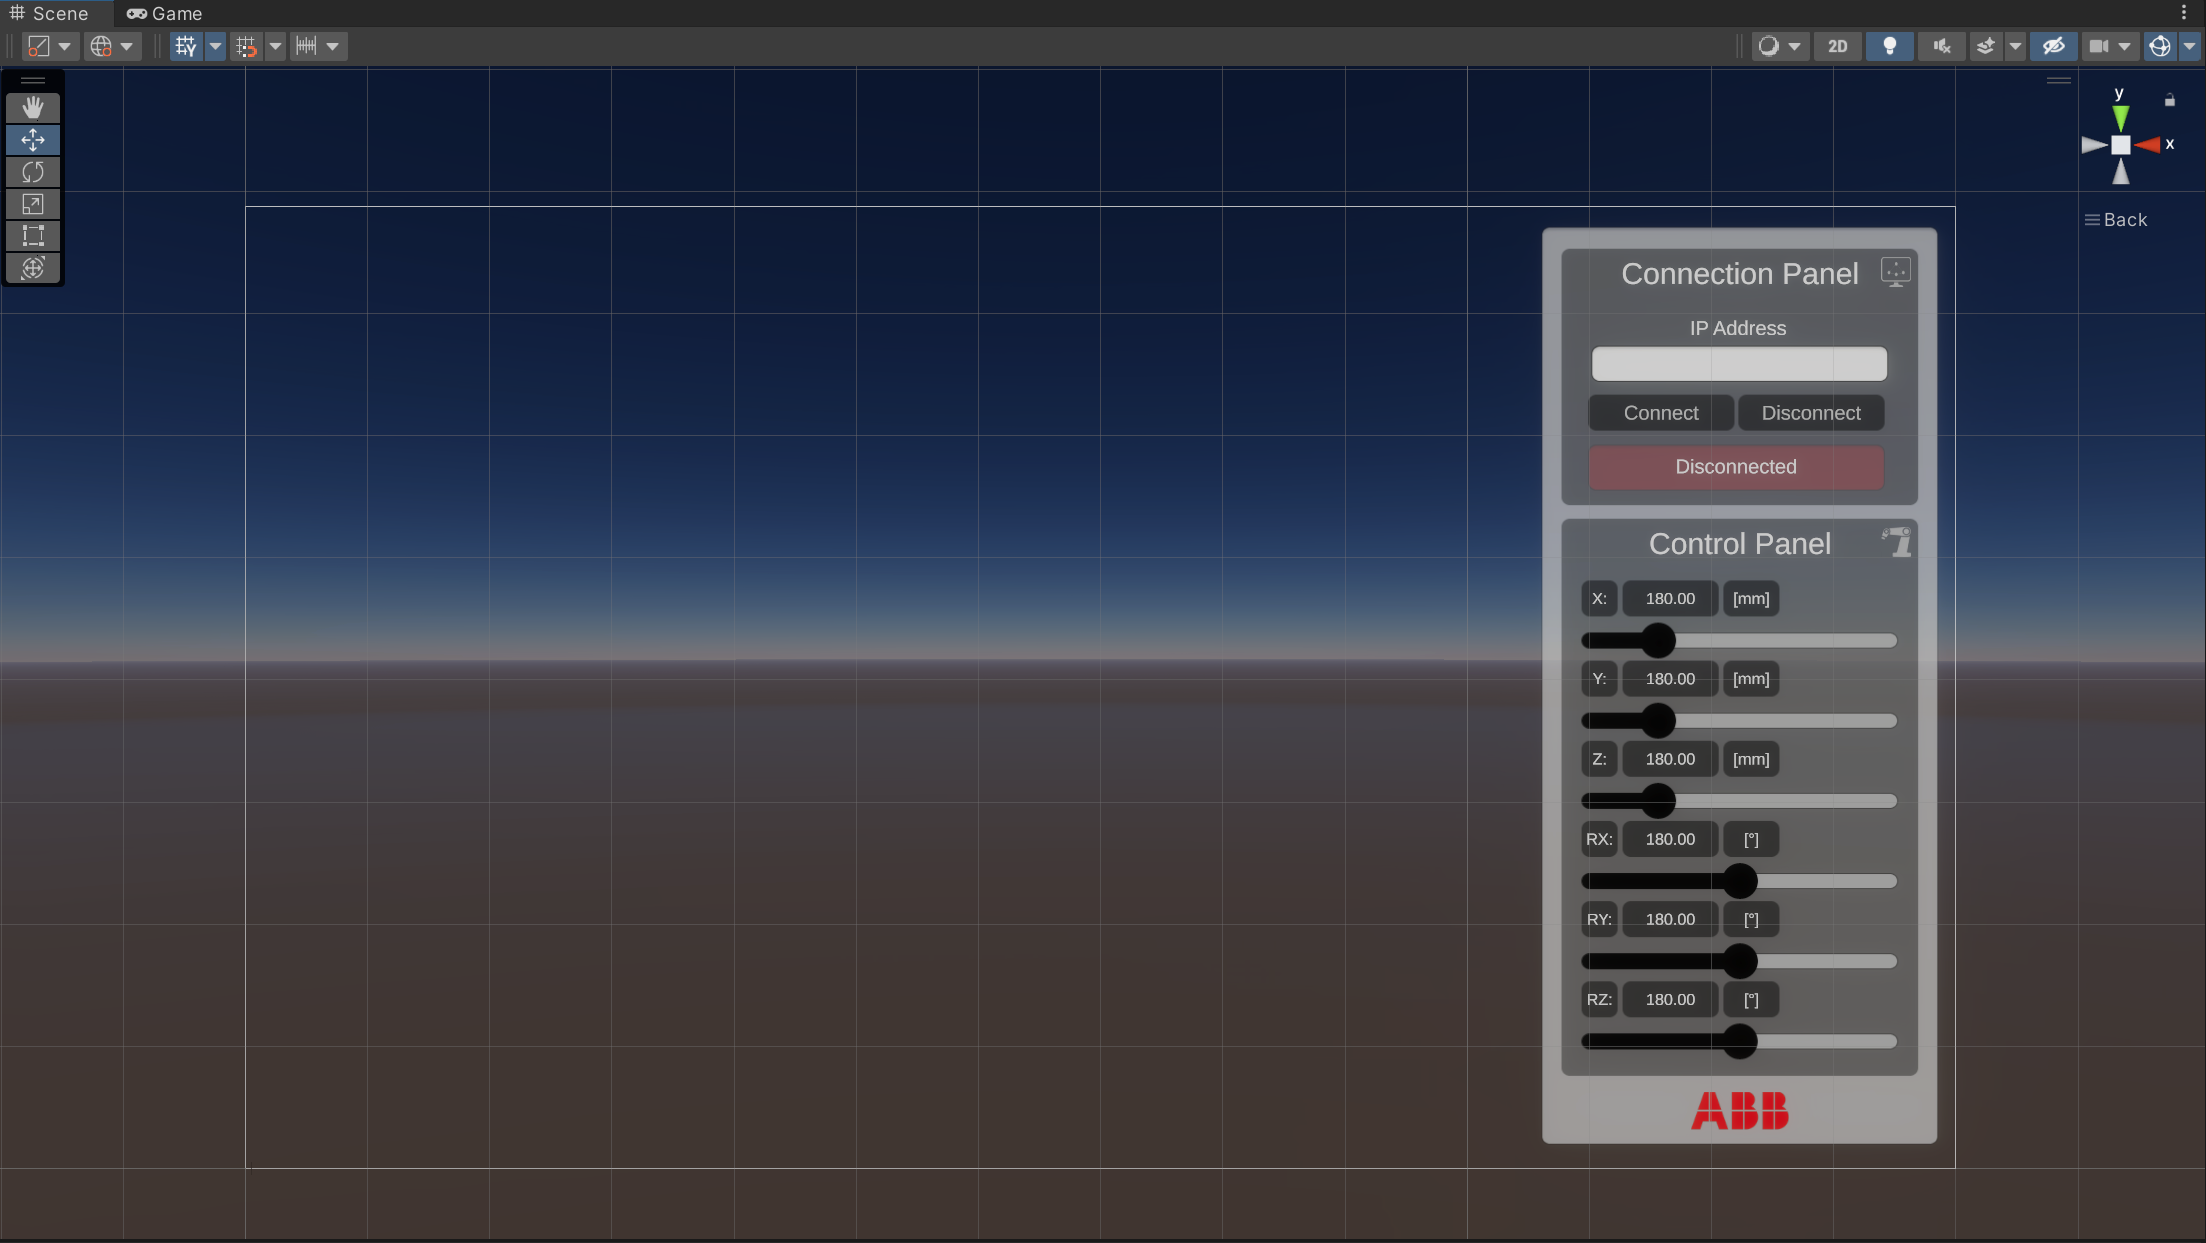 Scene Game
2D
y
x
Back
Connection Panel
IP Address
Connect Disconnect
Disconnected
Control Panel
X: 180.00 [mm]
Y: 180.00 [mm]
Z: 180.00 [mm]
RX: 180.00 [°]
RY: 180.00 [°]
RZ: 180.00 [°]
ABB